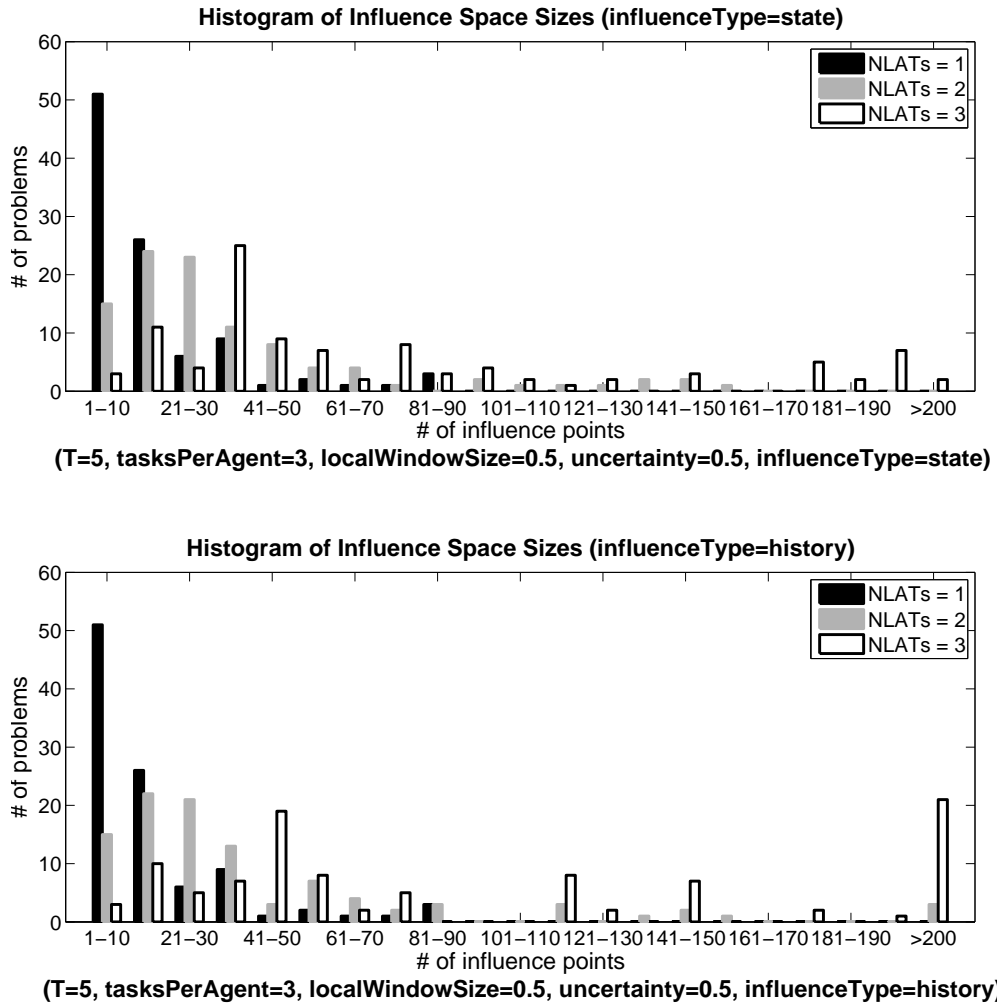 Histogram of Influence Space Sizes (influenceType=state)
60
50
40
30
20
10
0
# of problems
NLATs = 1
NLATs = 2
NLATs = 3
1−10 21−30 41−50 61−70 81−90 101−110 121−130 141−150 161−170 181−190 >200
# of influence points
(T=5, tasksPerAgent=3, localWindowSize=0.5, uncertainty=0.5, influenceType=state)
Histogram of Influence Space Sizes (influenceType=history)
60
50
40
30
20
10
0
# of problems
NLATs = 1
NLATs = 2
NLATs = 3
1−10 21−30 41−50 61−70 81−90 101−110 121−130 141−150 161−170 181−190 >200
# of influence points
(T=5, tasksPerAgent=3, localWindowSize=0.5, uncertainty=0.5, influenceType=history)